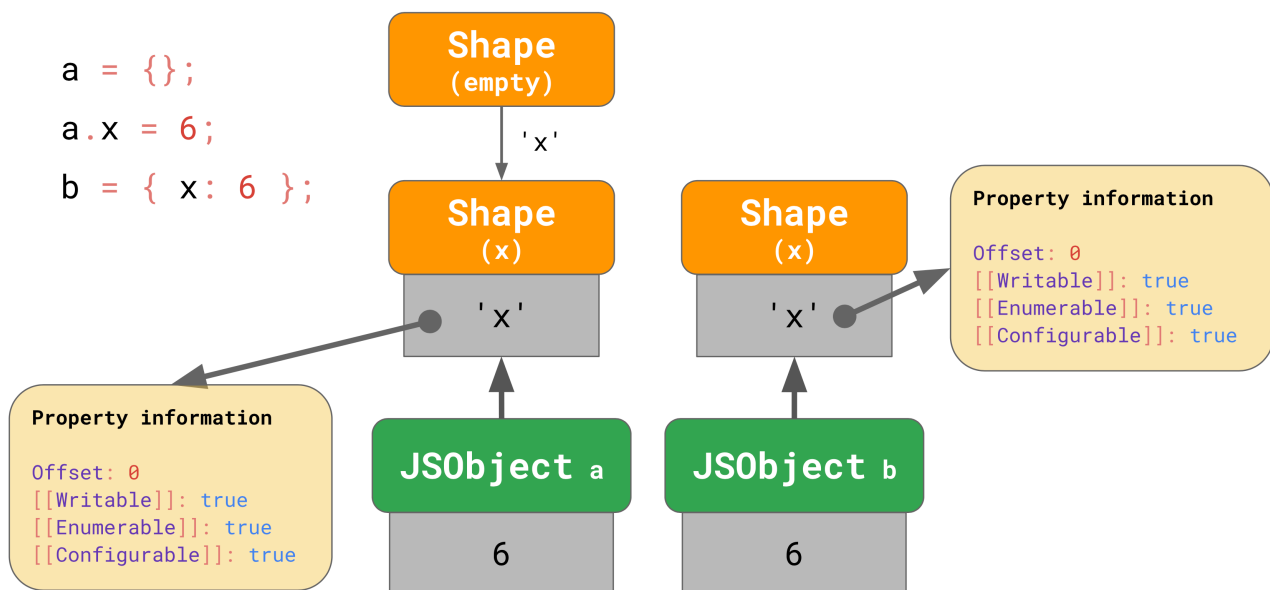 a = {};
a.x = 6;
b = { x: 6 };
Shape
(empty)
'x'
Shape
(x)
'x'
Shape
(x)
'x'
Property information
Offset: 0
[[Writable]]: true
[[Enumerable]]: true
[[Configurable]]: true
Property information
Offset: 0
[[Writable]]: true
[[Enumerable]]: true
[[Configurable]]: true
JSObject a
6
JSObject b
6